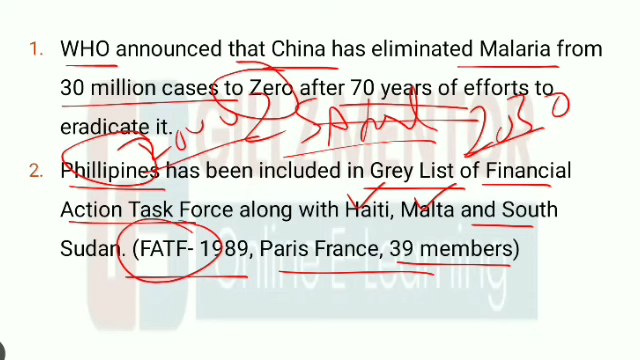 1. WHO announced that China has eliminated Malaria from
30 million cases to Zero after 70 years of efforts to
eradicate it.
2030
2. Phillipines has been included in Grey List of Financial
Action Task Force along with Haiti, Malta and South
Sudan. (FATF- 1989, Paris France, 39 members)
Online E-Learning